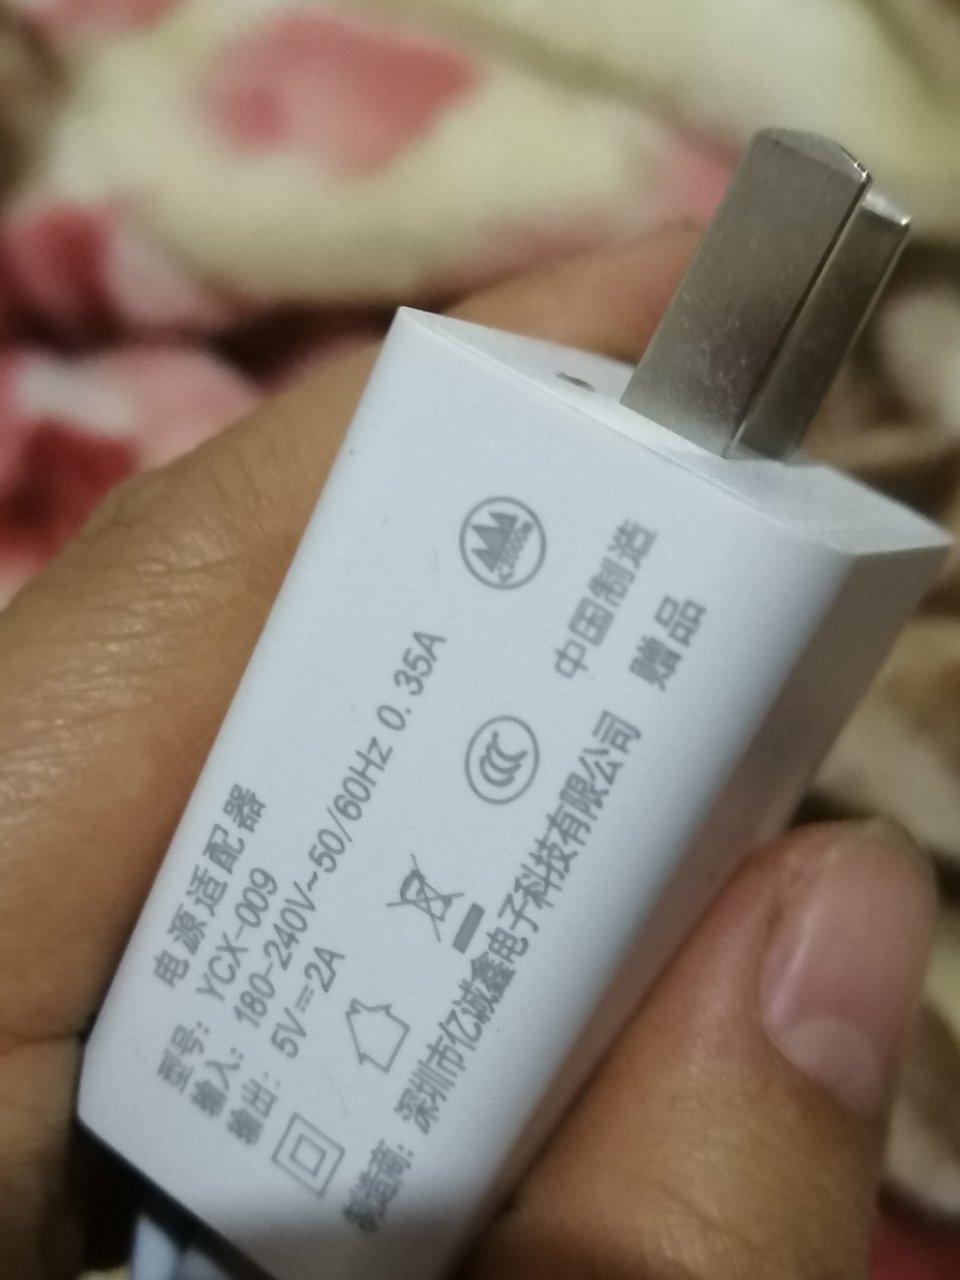 电源适配器
型号: YCX-009
输入: 180-240V~50/60Hz 0.35A
输出: 5V⎓2A
制造商: 深圳市亿诚鑫电子科技有限公司
中国制造
赠品